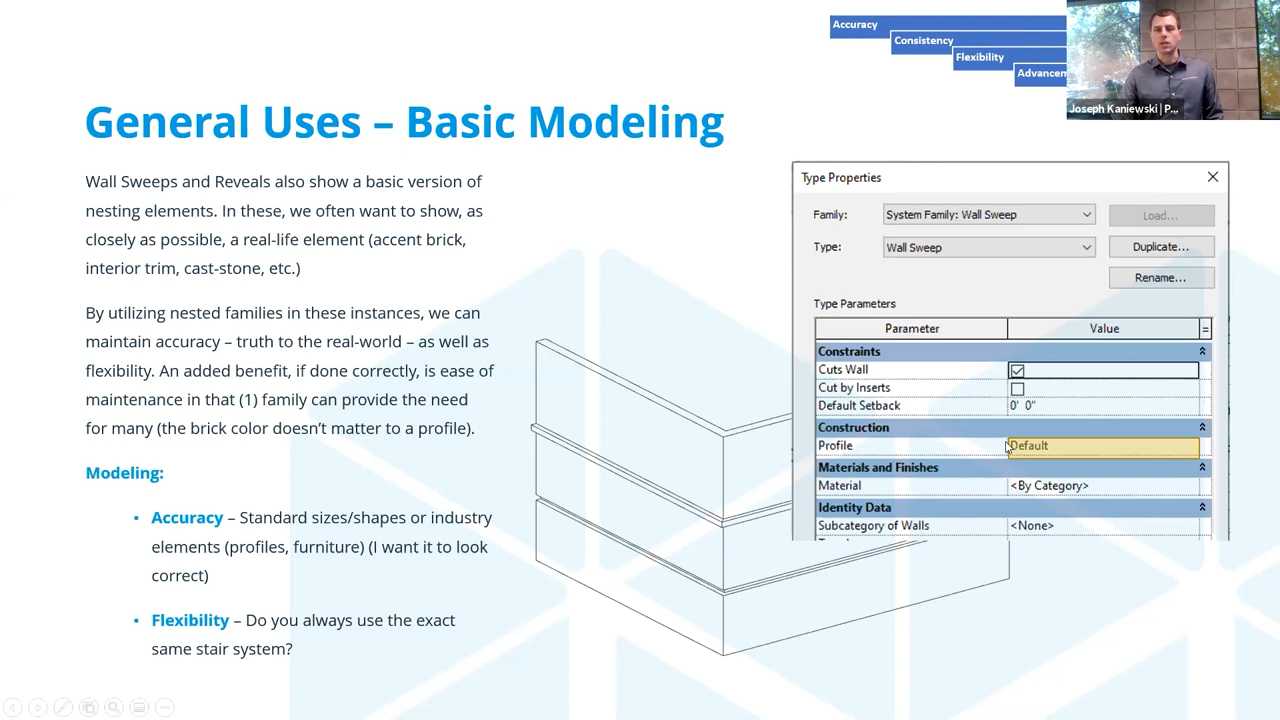 Accuracy
Consistency
Flexibility
Joseph Kaniewski | P...
General Uses – Basic Modeling
Wall Sweeps and Reveals also show a basic version of
nesting elements. In these, we often want to show, as
closely as possible, a real-life element (accent brick,
interior trim, cast-stone, etc.)
By utilizing nested families in these instances, we can
maintain accuracy – truth to the real-world – as well as
flexibility. An added benefit, if done correctly, is ease of
maintenance in that (1) family can provide the need
for many (the brick color doesn't matter to a profile).
Modeling:
• Accuracy – Standard sizes/shapes or industry
elements (profiles, furniture) (I want it to look
correct)
• Flexibility – Do you always use the exact
same stair system?
Type Properties
Family: System Family: Wall Sweep Load...
Type: Wall Sweep Duplicate...
Rename...
Type Parameters
Parameter Value =
Constraints
Cuts Wall
Cut by Inserts
Default Setback 0' 0"
Construction
Profile Default
Materials and Finishes
Material <By Category>
Identity Data
Subcategory of Walls <None>